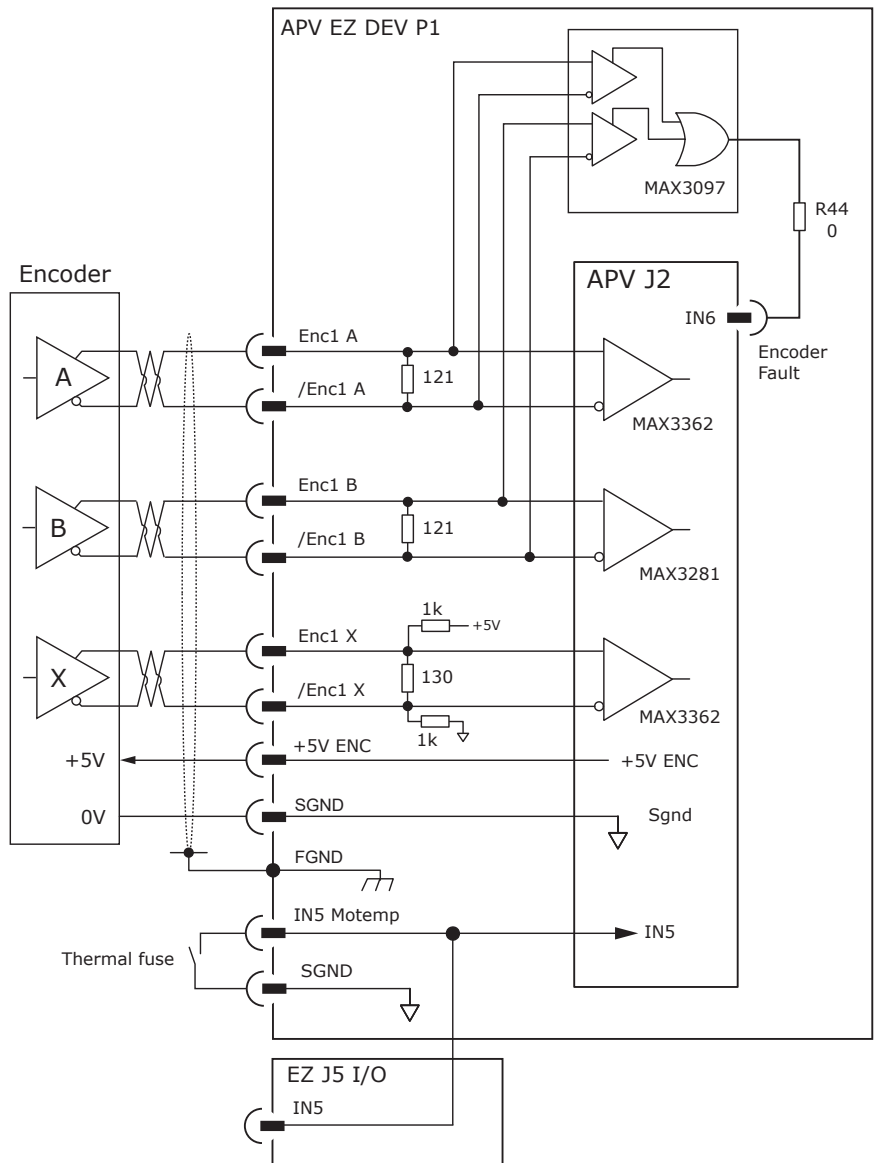 APV EZ DEV P1
MAX3097
R44
0
Encoder
APV J2
IN6
Encoder
Fault
A
Enc1 A
/Enc1 A
121
MAX3362
B
Enc1 B
/Enc1 B
121
MAX3281
X
Enc1 X
/Enc1 X
1k
+5V
130
1k
MAX3362
+5V
+5V ENC
+5V ENC
0V
SGND
Sgnd
FGND
IN5 Motemp
IN5
Thermal fuse
SGND
EZ J5 I/O
IN5